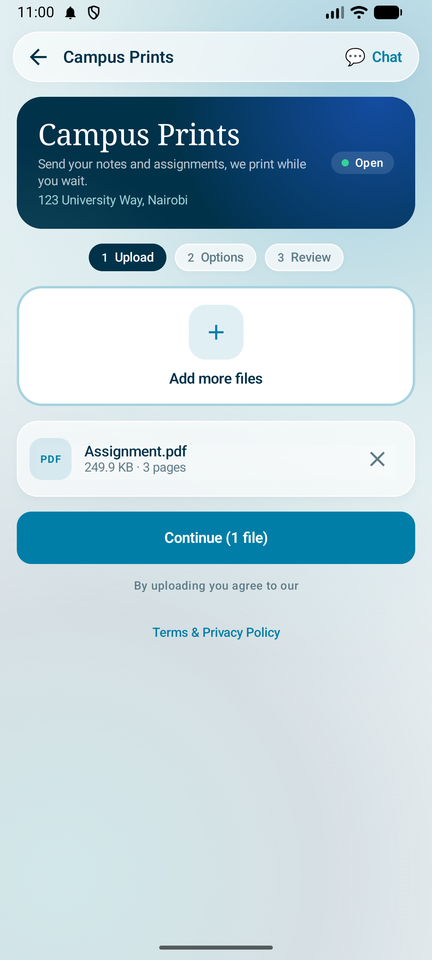 11:00
Campus Prints
Chat
Campus Prints
Send your notes and assignments, we print while
you wait.
Open
123 University Way, Nairobi
1 Upload
2 Options
3 Review
+
Add more files
PDF
Assignment.pdf
249.9 KB · 3 pages
Continue (1 file)
By uploading you agree to our
Terms & Privacy Policy